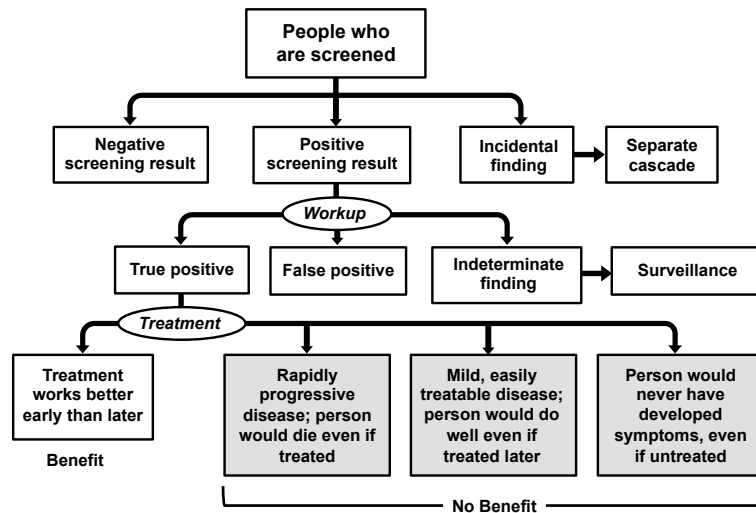 People who
are screened
Negative
screening result
Positive
screening result
Incidental
finding
Separate
cascade
Workup
True positive
False positive
Indeterminate
finding
Surveillance
Treatment
Treatment
works better
early than later
Rapidly
progressive
disease; person
would die even if
treated
Mild, easily
treatable disease;
person would do
well even if
treated later
Person would
never have
developed
symptoms, even
if untreated
Benefit
No Benefit